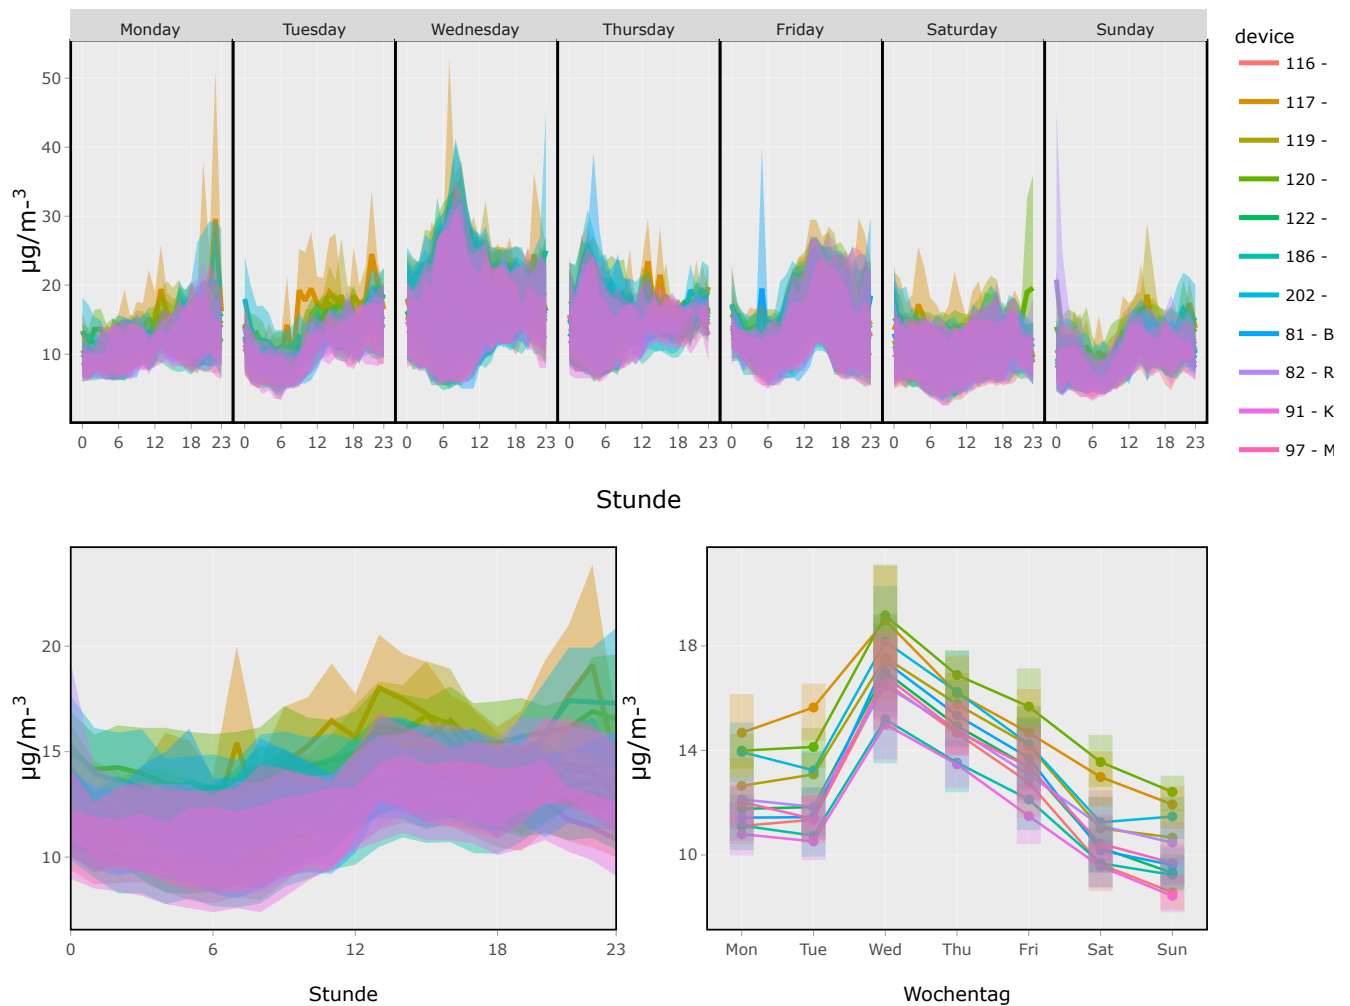 Monday Tuesday Wednesday Thursday Friday Saturday Sunday
device
116 -
117 -
119 -
120 -
122 -
186 -
202 -
81 - B
82 - R
91 - K
97 - M
µg/m-³
50
40
30
20
10
0 6 12 18 23 0 6 12 18 23 0 6 12 18 23 0 6 12 18 23 0 6 12 18 23 0 6 12 18 23 0 6 12 18 23
Stunde
µg/m-³
20
15
10
0 6 12 18 23
Stunde
µg/m-³
18
14
10
Mon Tue Wed Thu Fri Sat Sun
Wochentag